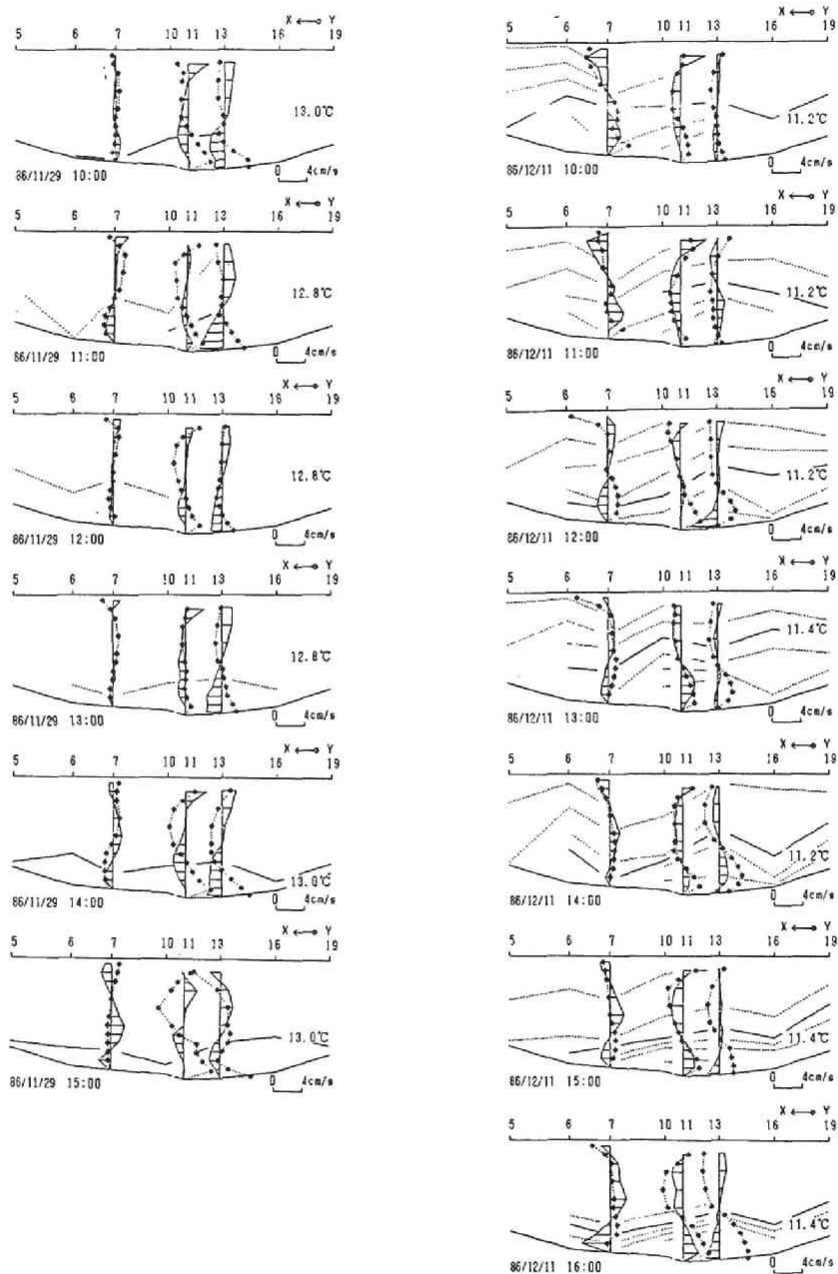 X ←→ Y
5 6 7 10 11 13 16 19
13.0℃
86/11/29 10:00
0 4cm/s
X ←→ Y
5 6 7 10 11 13 16 19
12.8℃
86/11/29 11:00
0 4cm/s
X ←→ Y
5 6 7 10 11 13 16 19
12.8℃
86/11/29 12:00
0 4cm/s
X ←→ Y
5 6 7 10 11 13 16 19
12.8℃
86/11/29 13:00
0 4cm/s
X ←→ Y
5 6 7 10 11 13 16 19
13.0℃
86/11/29 14:00
0 4cm/s
X ←→ Y
5 6 7 10 11 13 16 19
13.0℃
86/11/29 15:00
0 4cm/s
X ←→ Y
5 6 7 10 11 13 16 19
11.2℃
86/12/11 10:00
0 4cm/s
X ←→ Y
5 6 7 10 11 13 16 19
11.2℃
86/12/11 11:00
0 4cm/s
X ←→ Y
5 6 7 10 11 13 16 19
11.2℃
86/12/11 12:00
0 4cm/s
X ←→ Y
5 6 7 10 11 13 16 19
11.4℃
86/12/11 13:00
0 4cm/s
X ←→ Y
5 6 7 10 11 13 16 19
11.2℃
86/12/11 14:00
0 4cm/s
X ←→ Y
5 6 7 10 11 13 16 19
11.4℃
86/12/11 15:00
0 4cm/s
X ←→ Y
5 6 7 10 11 13 16 19
11.4℃
86/12/11 16:00
0 4cm/s